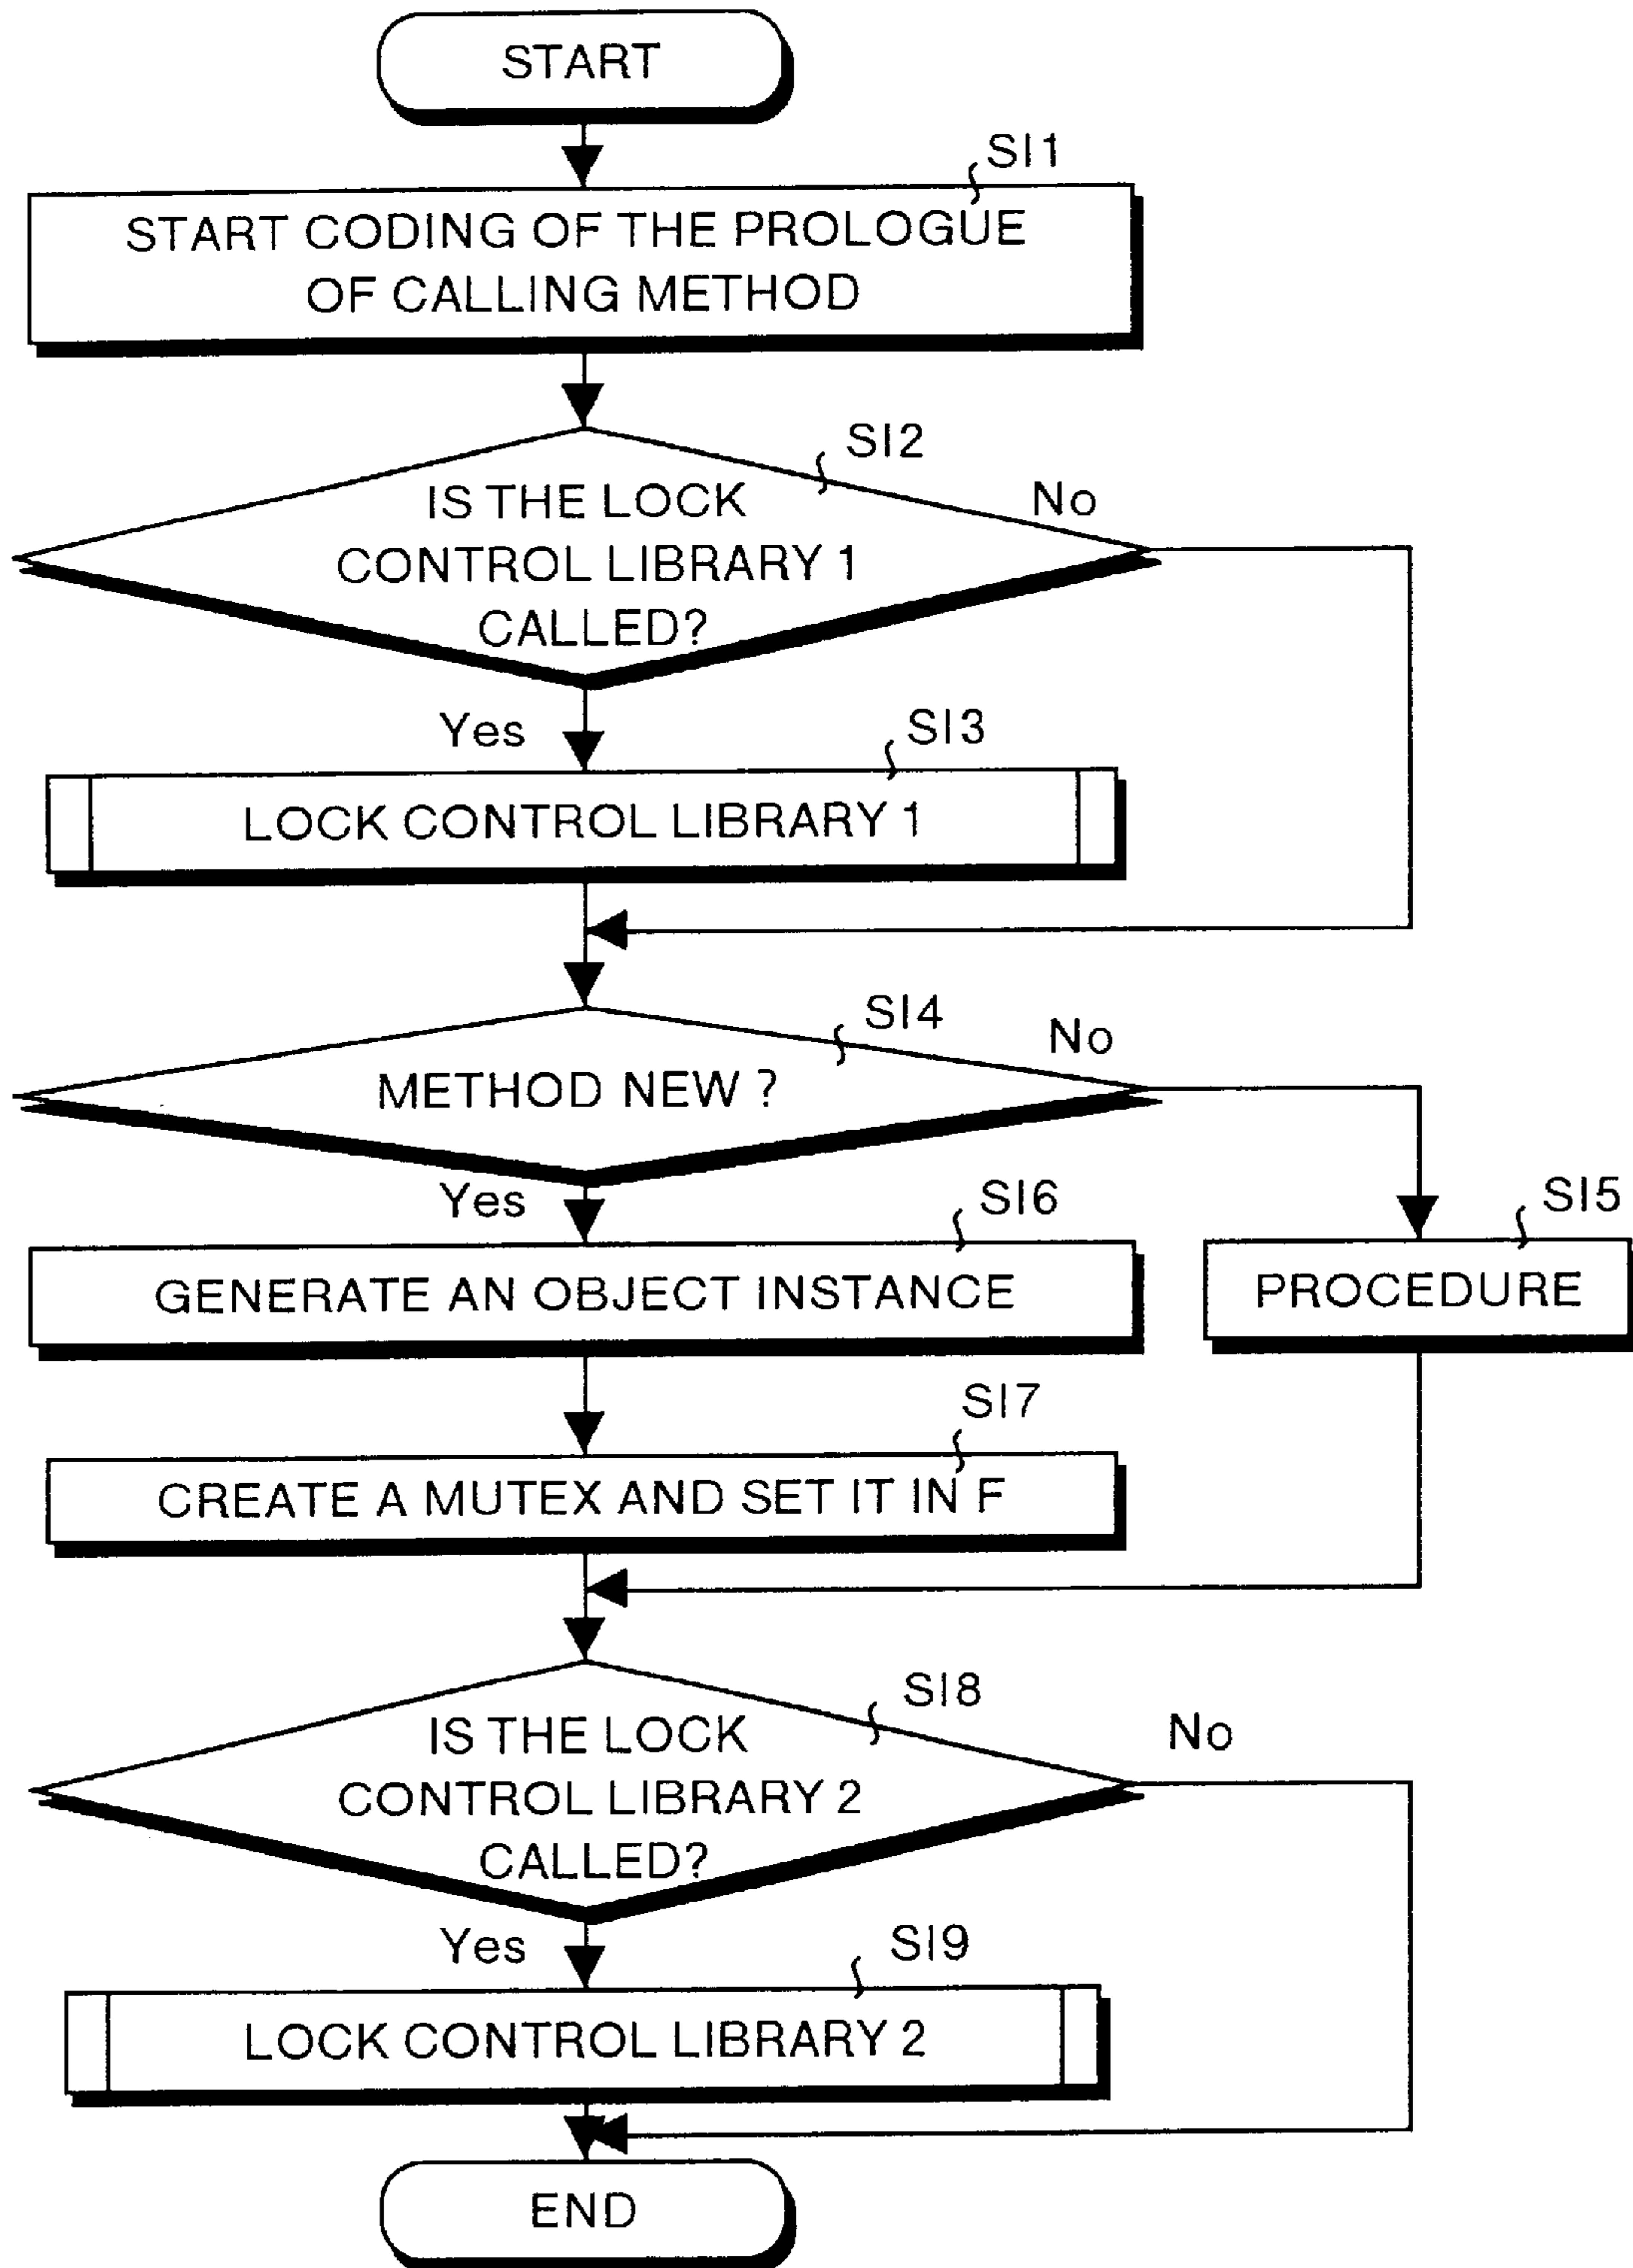 START
SI1
START CODING OF THE PROLOGUE
OF CALLING METHOD
SI2
IS THE LOCK
CONTROL LIBRARY 1
CALLED?
No
Yes
SI3
LOCK CONTROL LIBRARY 1
SI4
METHOD NEW ?
No
Yes
SI6
GENERATE AN OBJECT INSTANCE
SI5
PROCEDURE
SI7
CREATE A MUTEX AND SET IT IN F
SI8
IS THE LOCK
CONTROL LIBRARY 2
CALLED?
No
Yes
SI9
LOCK CONTROL LIBRARY 2
END